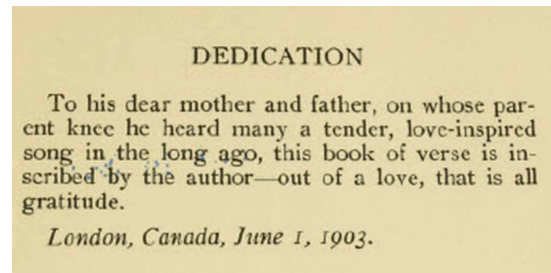 DEDICATION
To his dear mother and father, on whose par-
ent knee he heard many a tender, love-inspired
song in the long ago, this book of verse is in-
scribed by the author—out of a love, that is all
gratitude.
London, Canada, June 1, 1903.